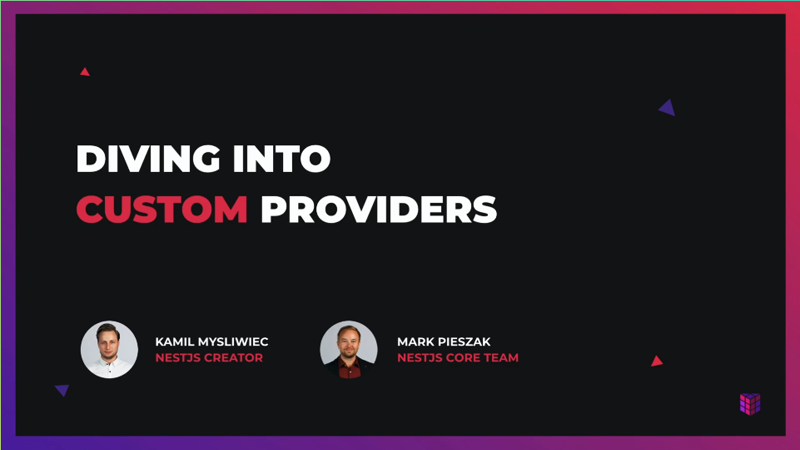 DIVING INTO
CUSTOM PROVIDERS
KAMIL MYSLIWIEC
NESTJS CREATOR
MARK PIESZAK
NESTJS CORE TEAM